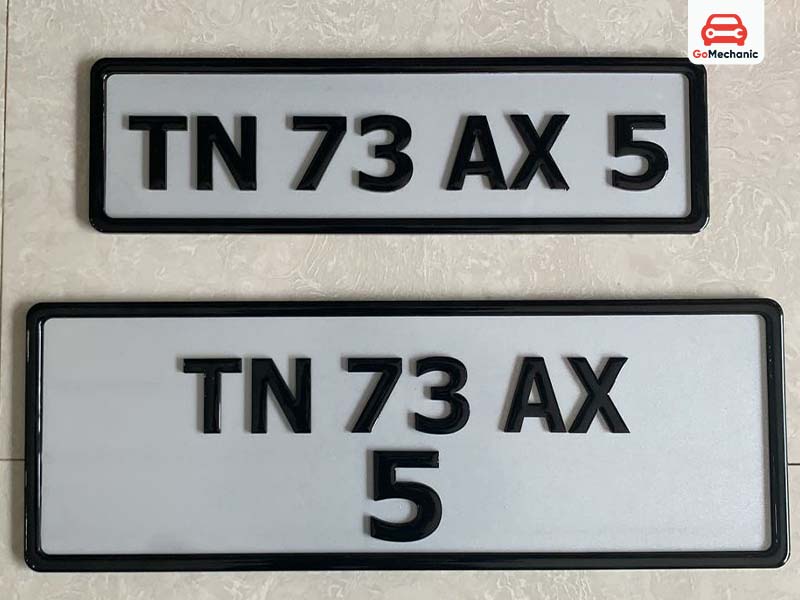 GoMechanic
TN 73 AX 5
TN 73 AX
5